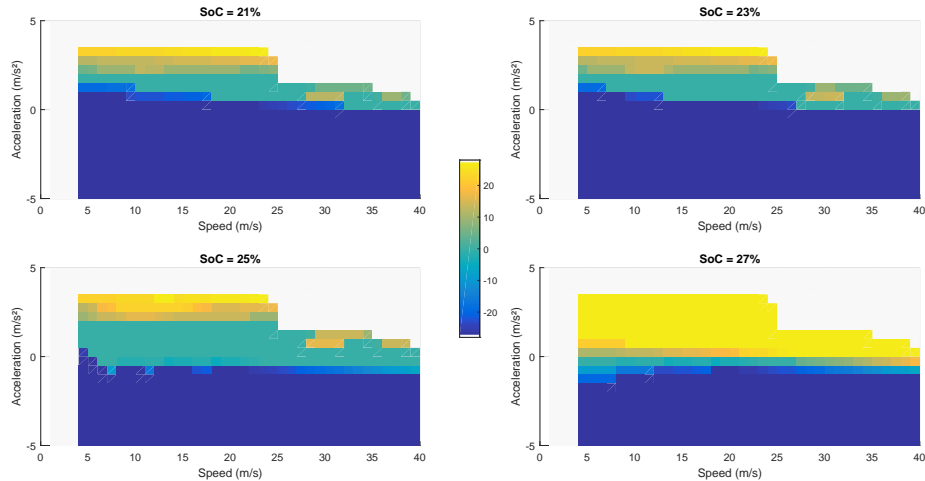 SoC = 21%
5
0
-5
Acceleration (m/s²)
0 5 10 15 20 25 30 35 40
Speed (m/s)
SoC = 23%
5
0
-5
Acceleration (m/s²)
0 5 10 15 20 25 30 35 40
Speed (m/s)
20
10
0
-10
-20
SoC = 25%
5
0
-5
Acceleration (m/s²)
0 5 10 15 20 25 30 35 40
Speed (m/s)
SoC = 27%
5
0
-5
Acceleration (m/s²)
0 5 10 15 20 25 30 35 40
Speed (m/s)